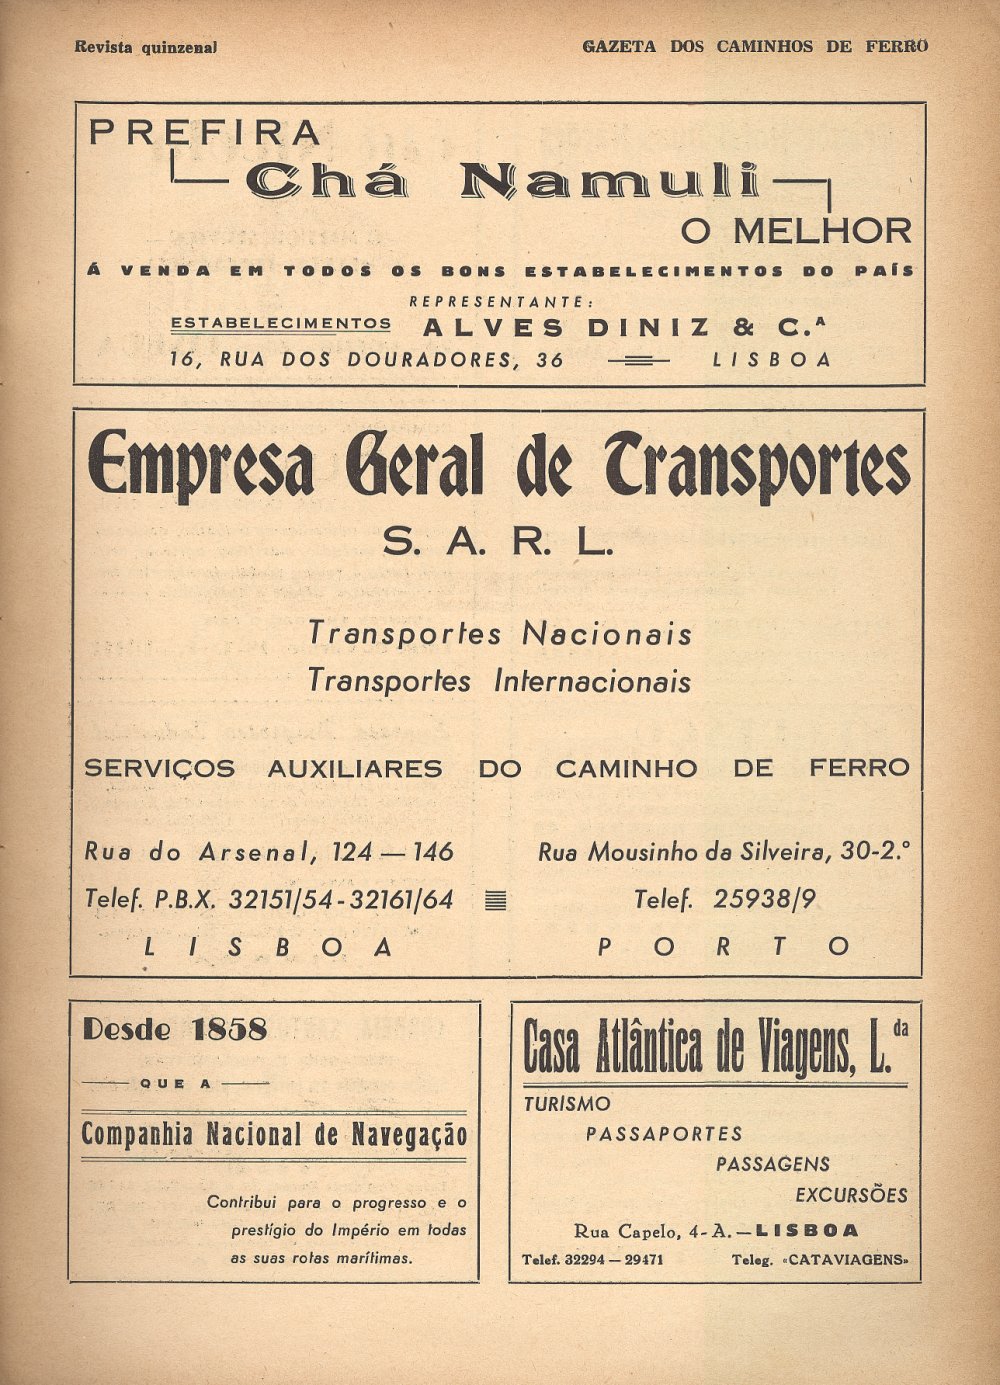 Revista quinzenal
GAZETA DOS CAMINHOS DE FERRO
PREFIRA
Chá Namuli
O MELHOR
Á VENDA EM TODOS OS BONS ESTABELECIMENTOS DO PAÍS
REPRESENTANTE:
ESTABELECIMENTOS ALVES DINIZ & C.ᴬ
16, RUA DOS DOURADORES, 36 LISBOA
Empresa Geral de Transportes
S. A. R. L.
Transportes Nacionais
Transportes Internacionais
SERVIÇOS AUXILIARES DO CAMINHO DE FERRO
Rua do Arsenal, 124 — 146
Telef. P.B.X. 32151/54 - 32161/64
LISBOA
Rua Mousinho da Silveira, 30-2.º
Telef. 25938/9
PORTO
Desde 1858
— QUE A —
Companhia Nacional de Navegação
Contribui para o progresso e o
prestígio do Império em todas
as suas rotas marítimas.
Casa Atlântica de Viagens, L.da
TURISMO
PASSAPORTES
PASSAGENS
EXCURSÕES
Rua Capelo, 4-A. — LISBOA
Telef. 32294 — 29471 Teleg. «CATAVIAGENS»